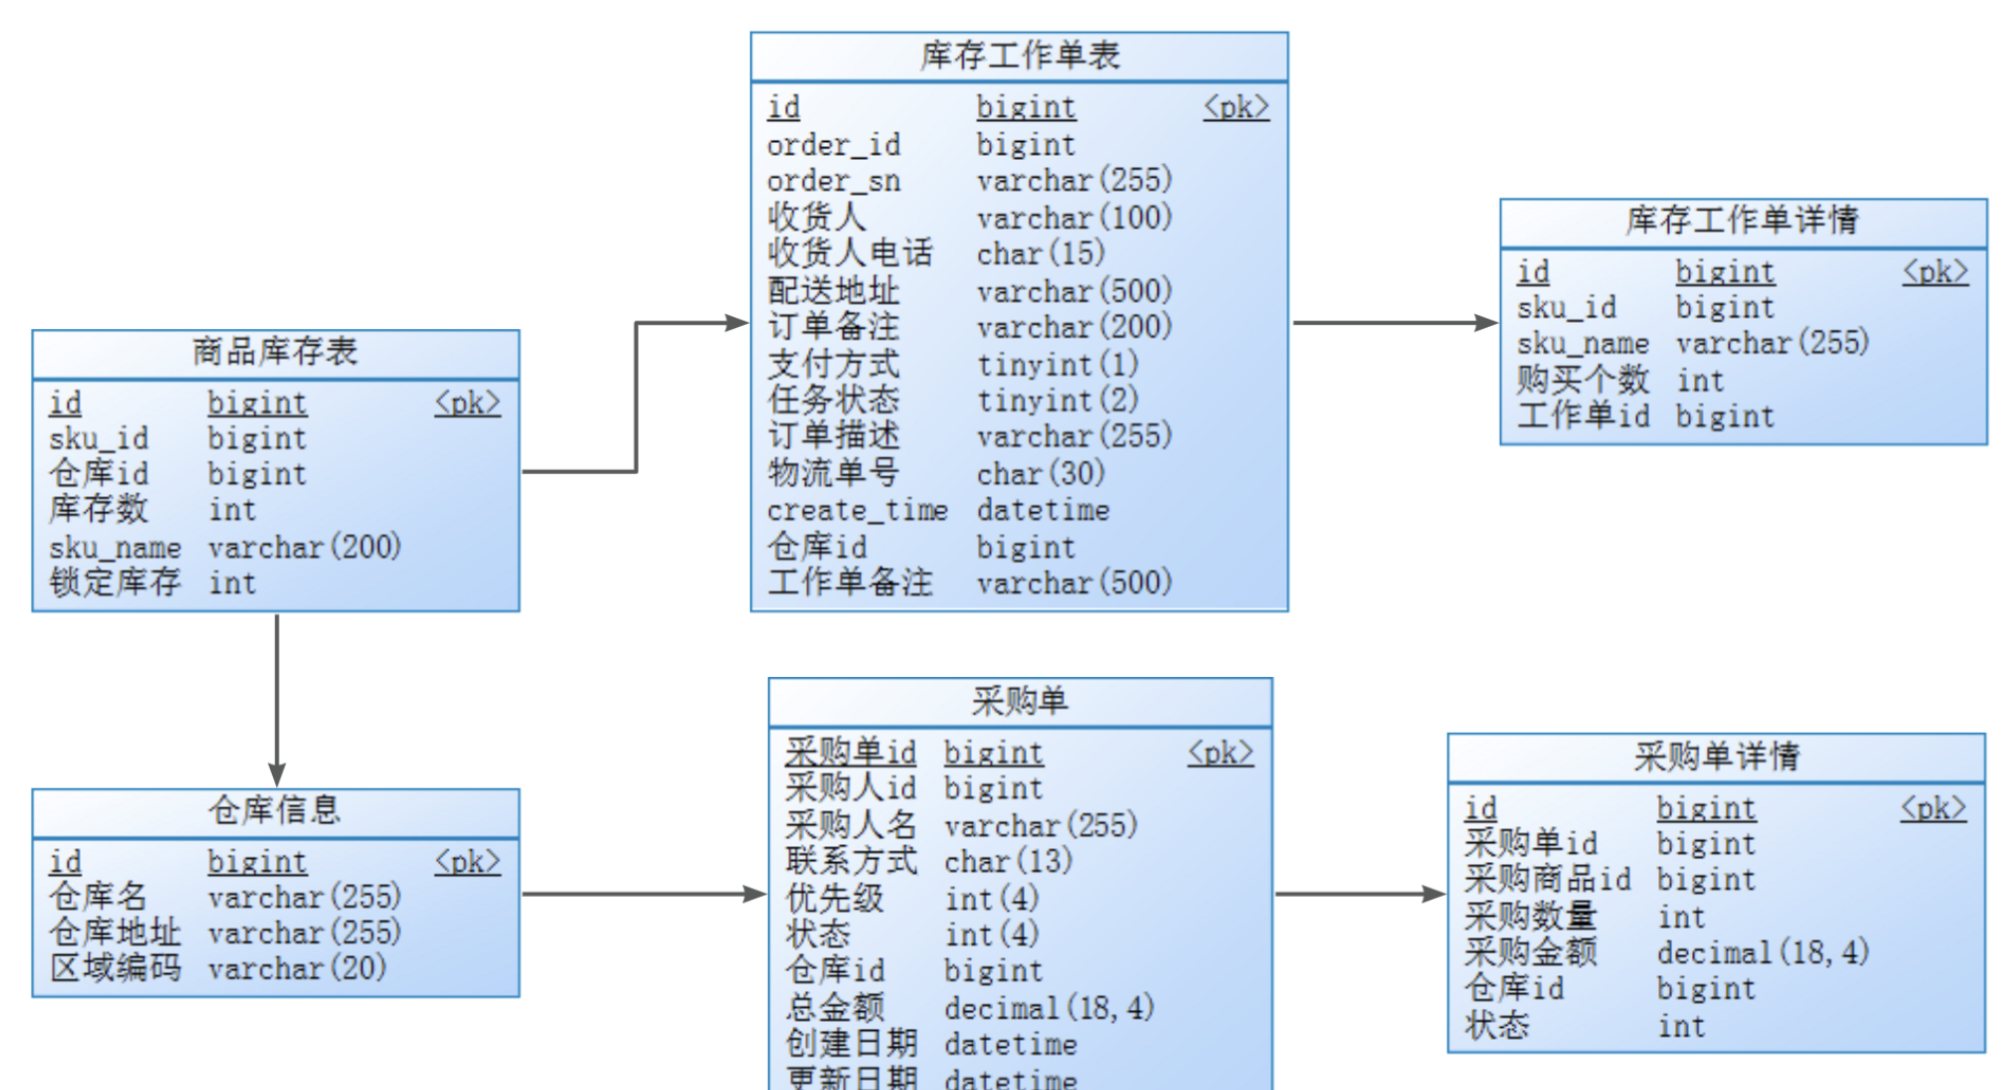 库存工作单表
id bigint <pk>
order_id bigint
order_sn varchar(255)
收货人 varchar(100)
收货人电话 char(15)
配送地址 varchar(500)
订单备注 varchar(200)
支付方式 tinyint(1)
任务状态 tinyint(2)
订单描述 varchar(255)
物流单号 char(30)
create_time datetime
仓库id bigint
工作单备注 varchar(500)
库存工作单详情
id bigint <pk>
sku_id bigint
sku_name varchar(255)
购买个数 int
工作单id bigint
商品库存表
id bigint <pk>
sku_id bigint
仓库id bigint
库存数 int
sku_name varchar(200)
锁定库存 int
仓库信息
id bigint <pk>
仓库名 varchar(255)
仓库地址 varchar(255)
区域编码 varchar(20)
采购单
采购单id bigint <pk>
采购人id bigint
采购人名 varchar(255)
联系方式 char(13)
优先级 int(4)
状态 int(4)
仓库id bigint
总金额 decimal(18,4)
创建日期 datetime
更新日期 datetime
采购单详情
id bigint <pk>
采购单id bigint
采购商品id bigint
采购数量 int
采购金额 decimal(18,4)
仓库id bigint
状态 int